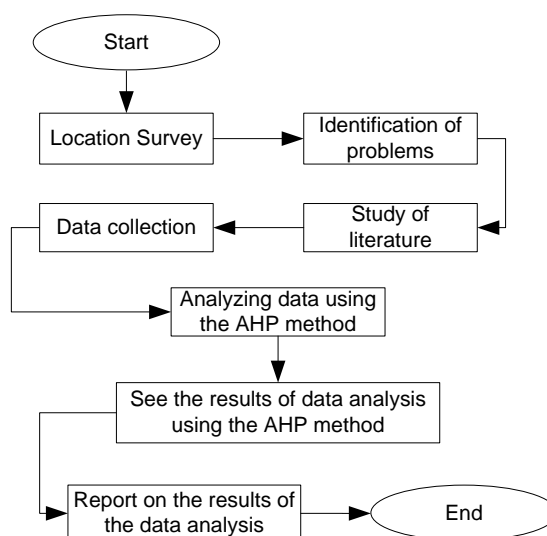 Start
Location Survey
Identification of
problems
Study of
literature
Data collection
Analyzing data using
the AHP method
See the results of data analysis
using the AHP method
Report on the results of
the data analysis
End